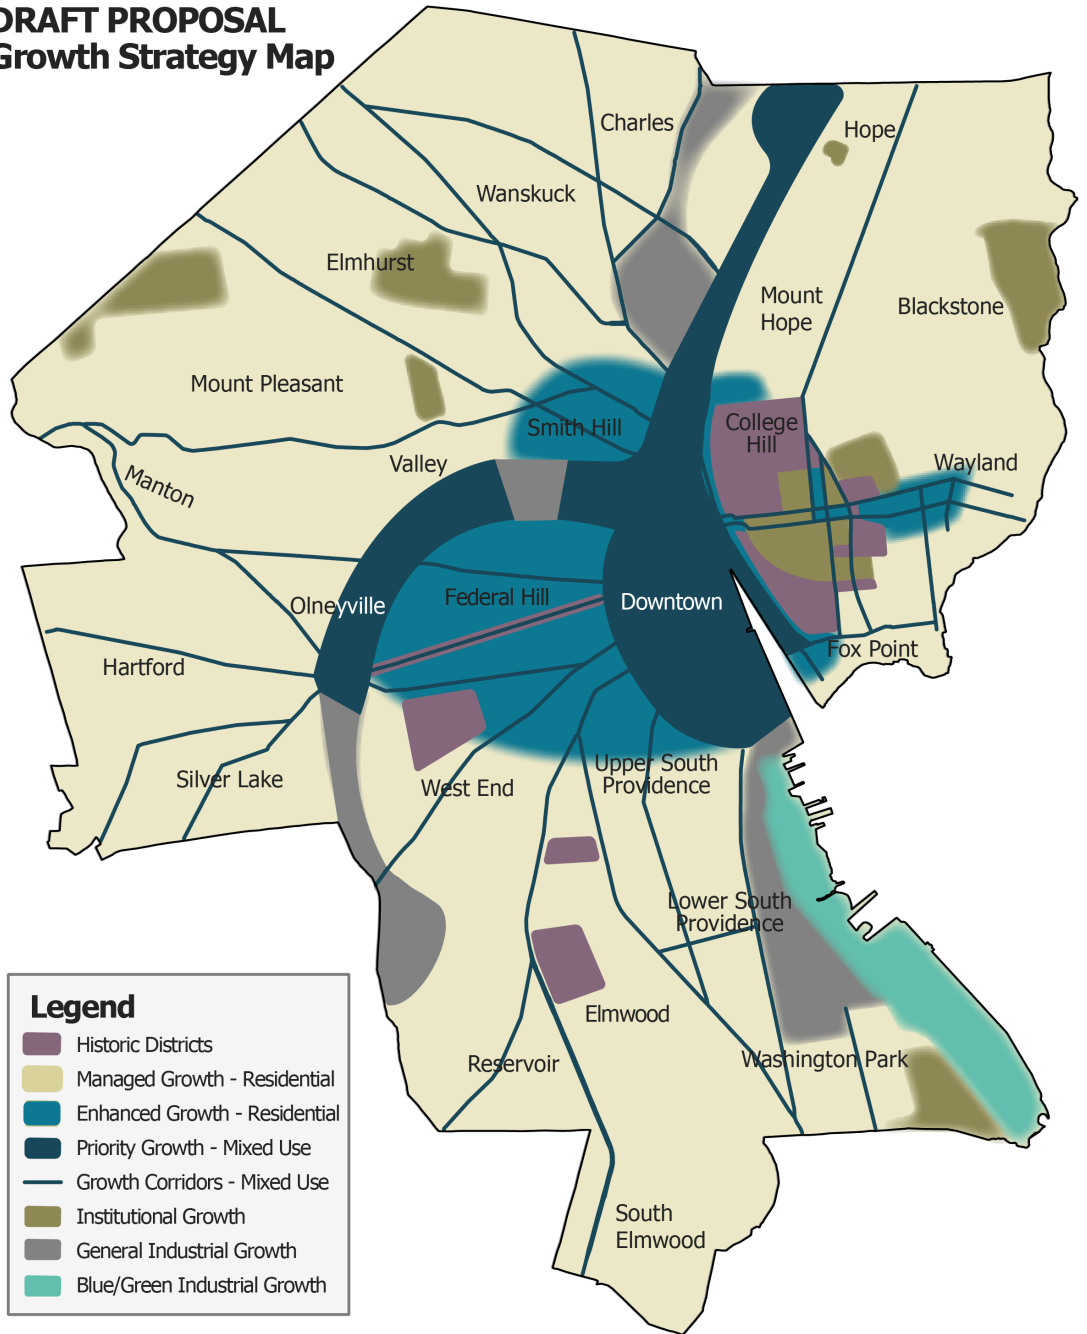 DRAFT PROPOSAL
Growth Strategy Map
Charles
Hope
Wanskuck
Elmhurst
Mount
Hope
Blackstone
Mount Pleasant
College
Hill
Smith Hill
Valley
Wayland
Manton
Olneyville
Federal Hill
Downtown
Fox Point
Hartford
Silver Lake
West End
Upper South
Providence
Lower South
Providence
Elmwood
Reservoir
Washington Park
South
Elmwood
Legend
Historic Districts
Managed Growth - Residential
Enhanced Growth - Residential
Priority Growth - Mixed Use
Growth Corridors - Mixed Use
Institutional Growth
General Industrial Growth
Blue/Green Industrial Growth